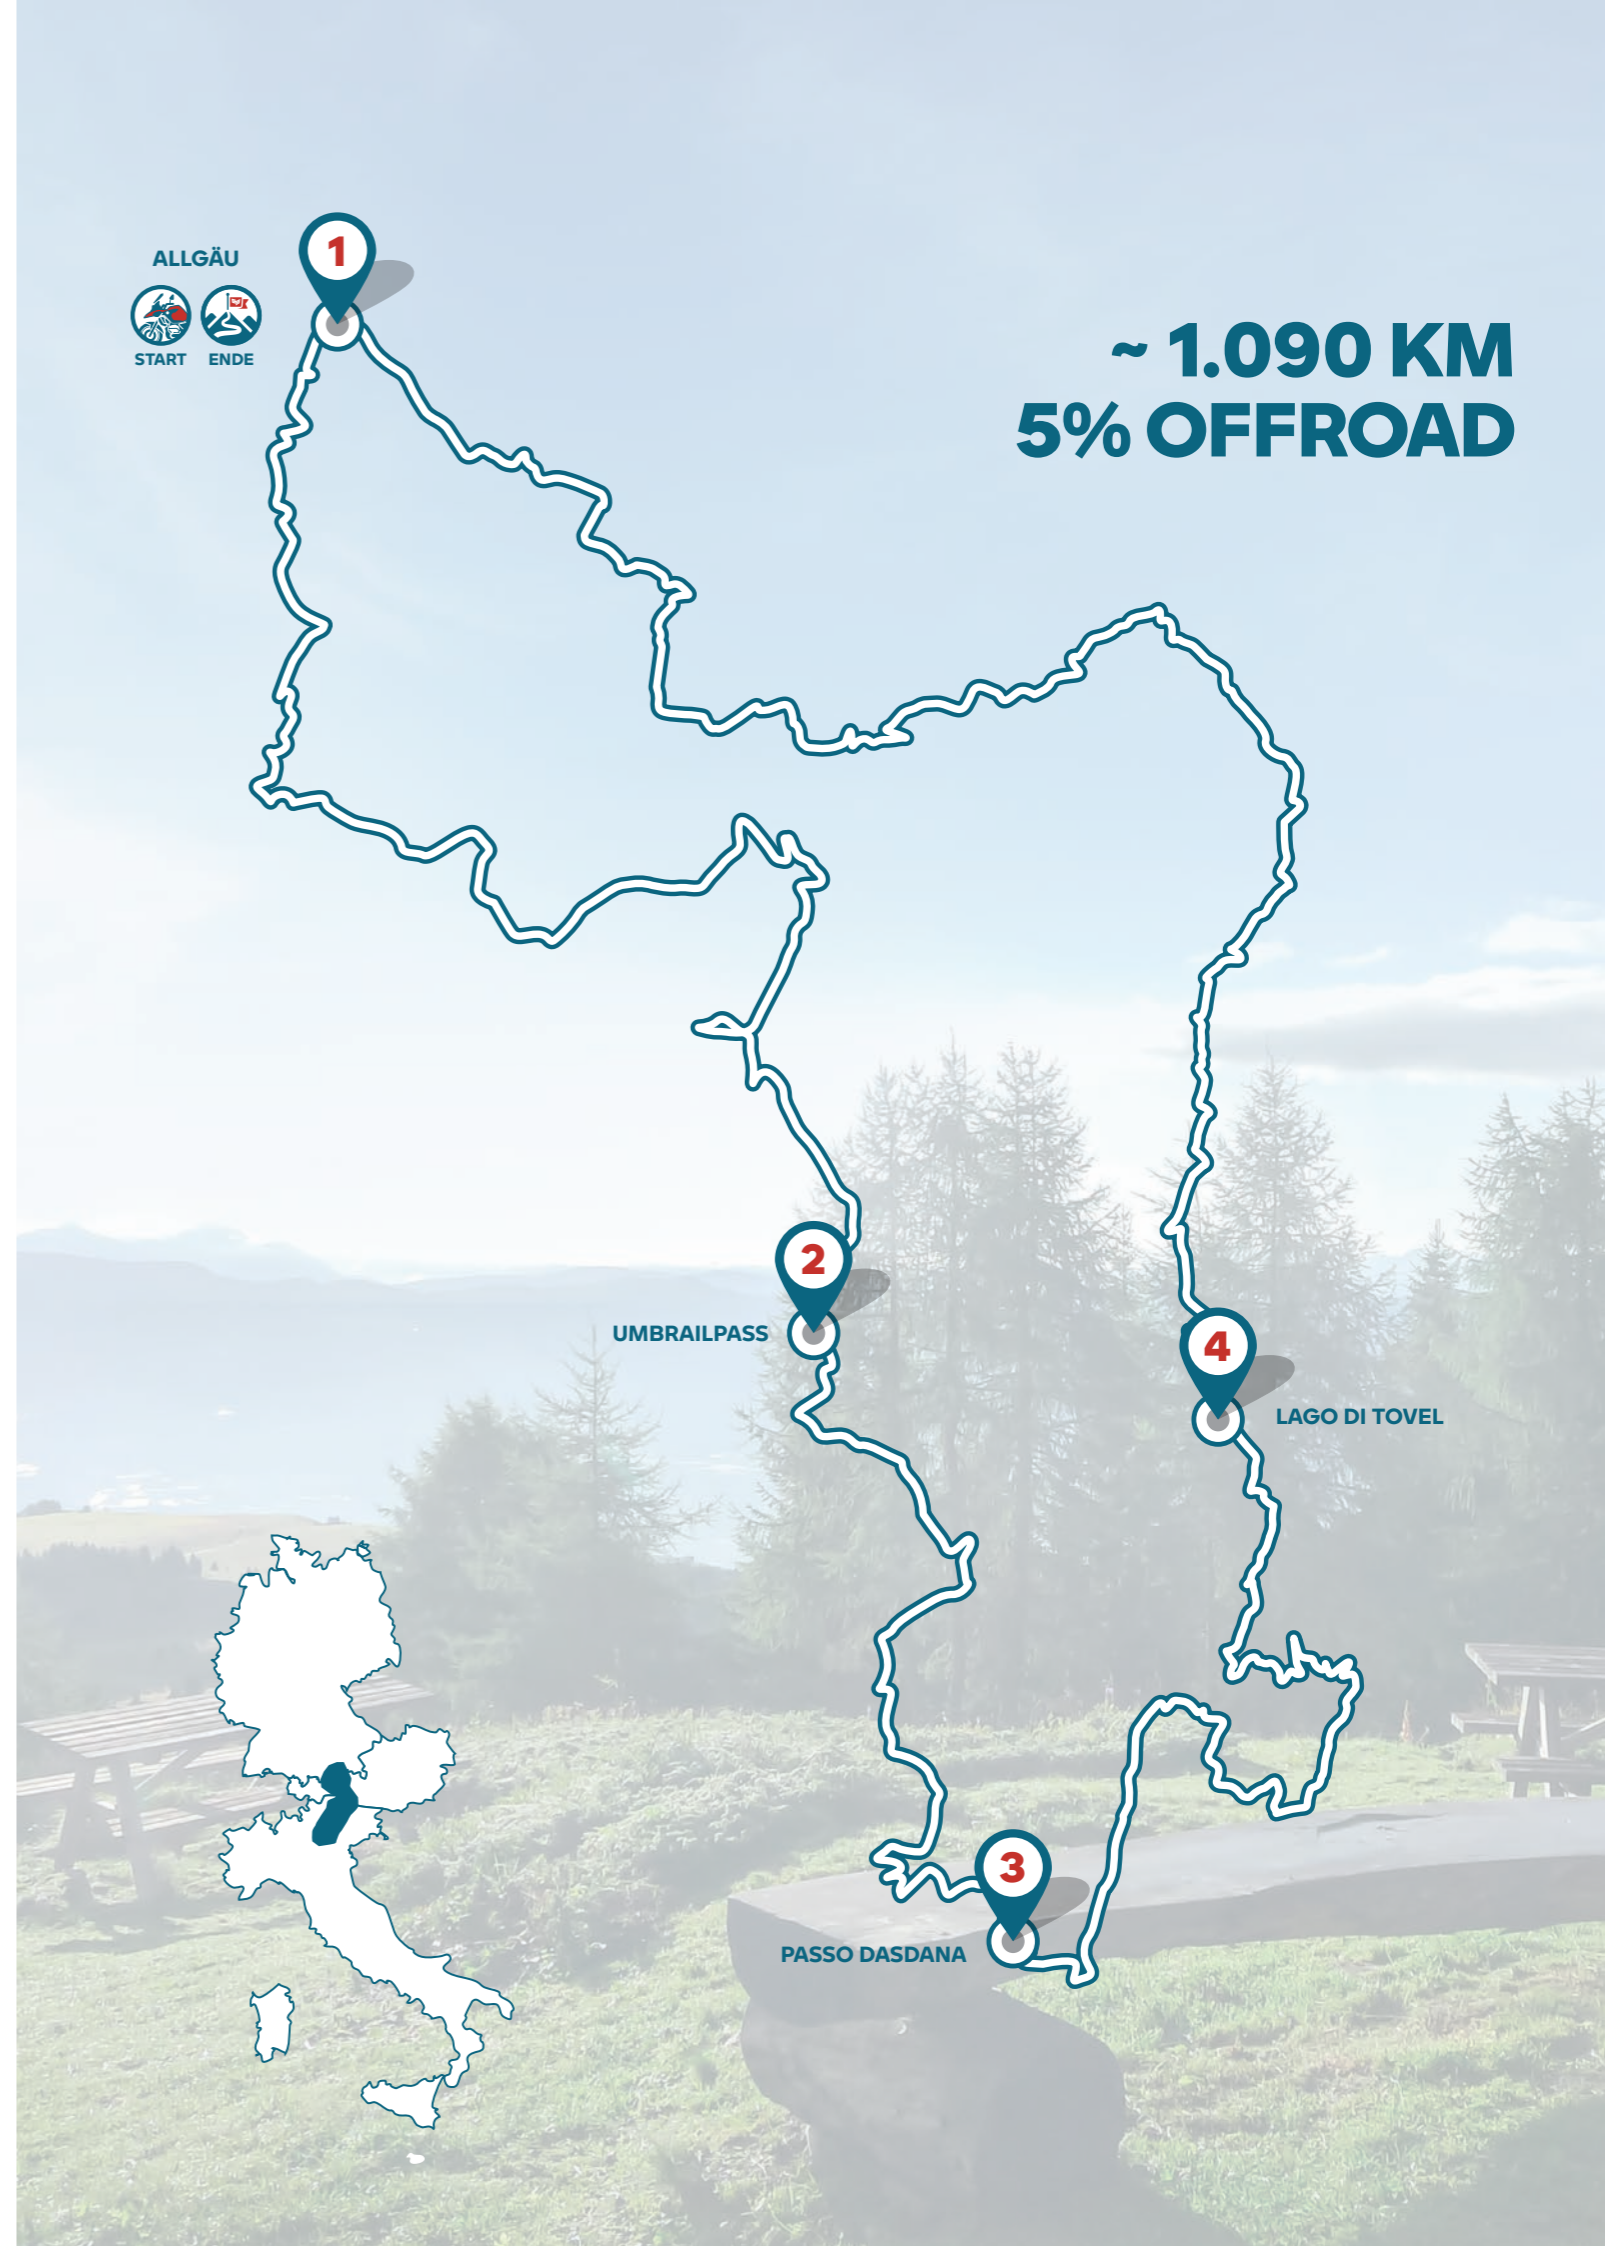 ALLGÄU
1
START ENDE
~ 1.090 KM
5% OFFROAD
2
UMBRAILPASS
4
LAGO DI TOVEL
3
PASSO DASDANA